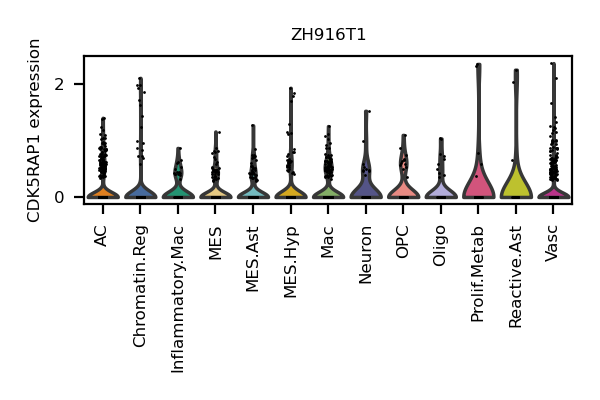 ZH916T1
CDK5RAP1 expression
2
0
AC
Chromatin.Reg
Inflammatory.Mac
MES
MES.Ast
MES.Hyp
Mac
Neuron
OPC
Oligo
Prolif.Metab
Reactive.Ast
Vasc